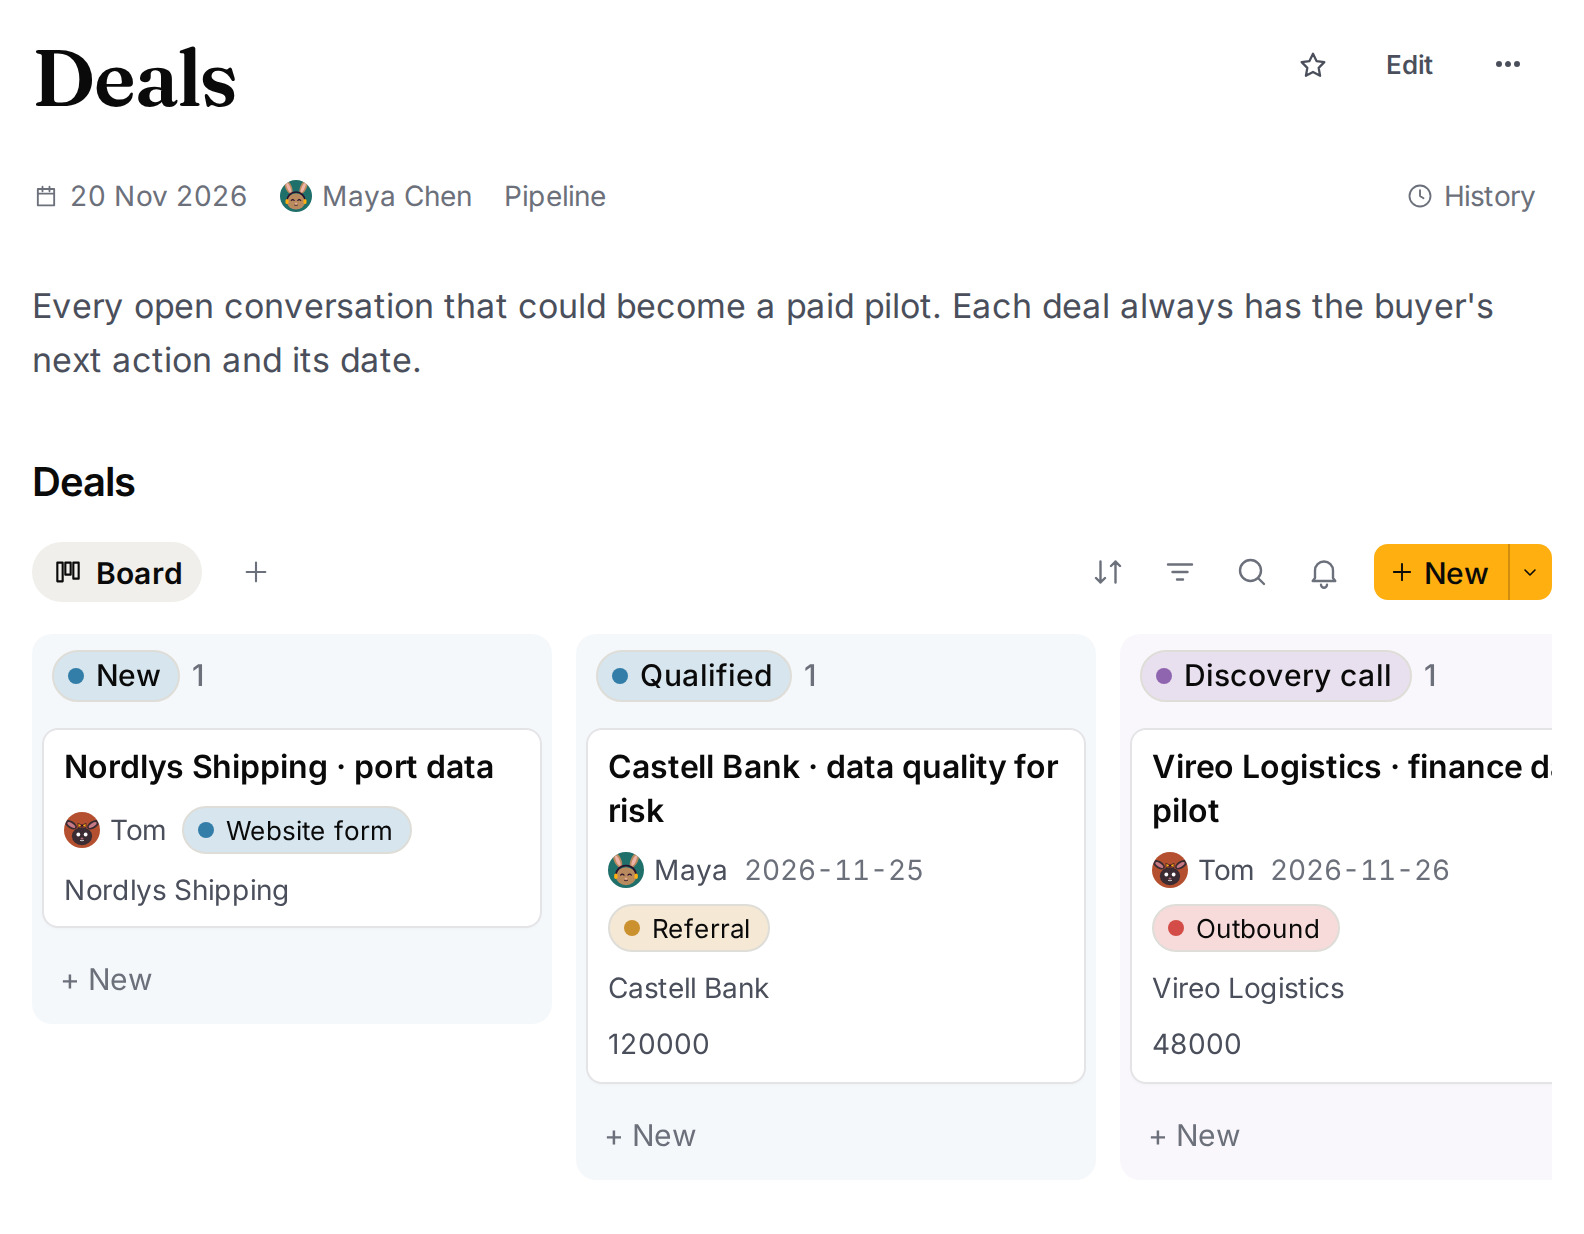 Deals
Edit
20 Nov 2026 Maya Chen Pipeline
History
Every open conversation that could become a paid pilot. Each deal always has the buyer's
next action and its date.
Deals
Board
+ New
New 1
Nordlys Shipping · port data
Tom Website form
Nordlys Shipping
+ New
Qualified 1
Castell Bank · data quality for
risk
Maya 2026-11-25
Referral
Castell Bank
120000
+ New
Discovery call 1
Vireo Logistics · finance
pilot
Tom 2026-11-26
Outbound
Vireo Logistics
48000
+ New